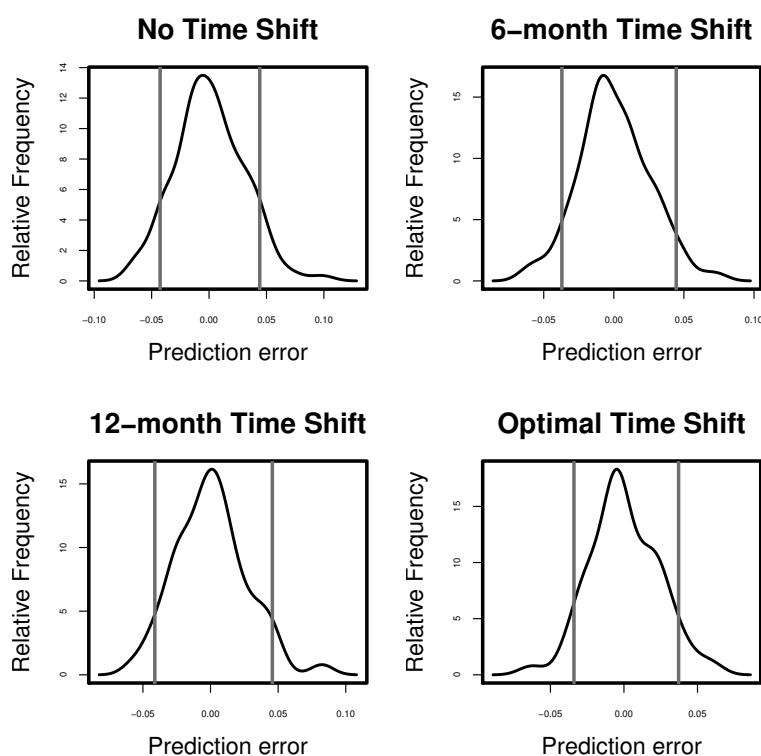 No Time Shift
Relative Frequency
0 2 4 6 8 10 12 14
−0.10 −0.05 0.00 0.05 0.10
Prediction error
6−month Time Shift
Relative Frequency
0 5 10 15
−0.05 0.00 0.05 0.10
Prediction error
12−month Time Shift
Relative Frequency
0 5 10 15
−0.05 0.00 0.05 0.10
Prediction error
Optimal Time Shift
Relative Frequency
0 5 10 15
−0.05 0.00 0.05
Prediction error